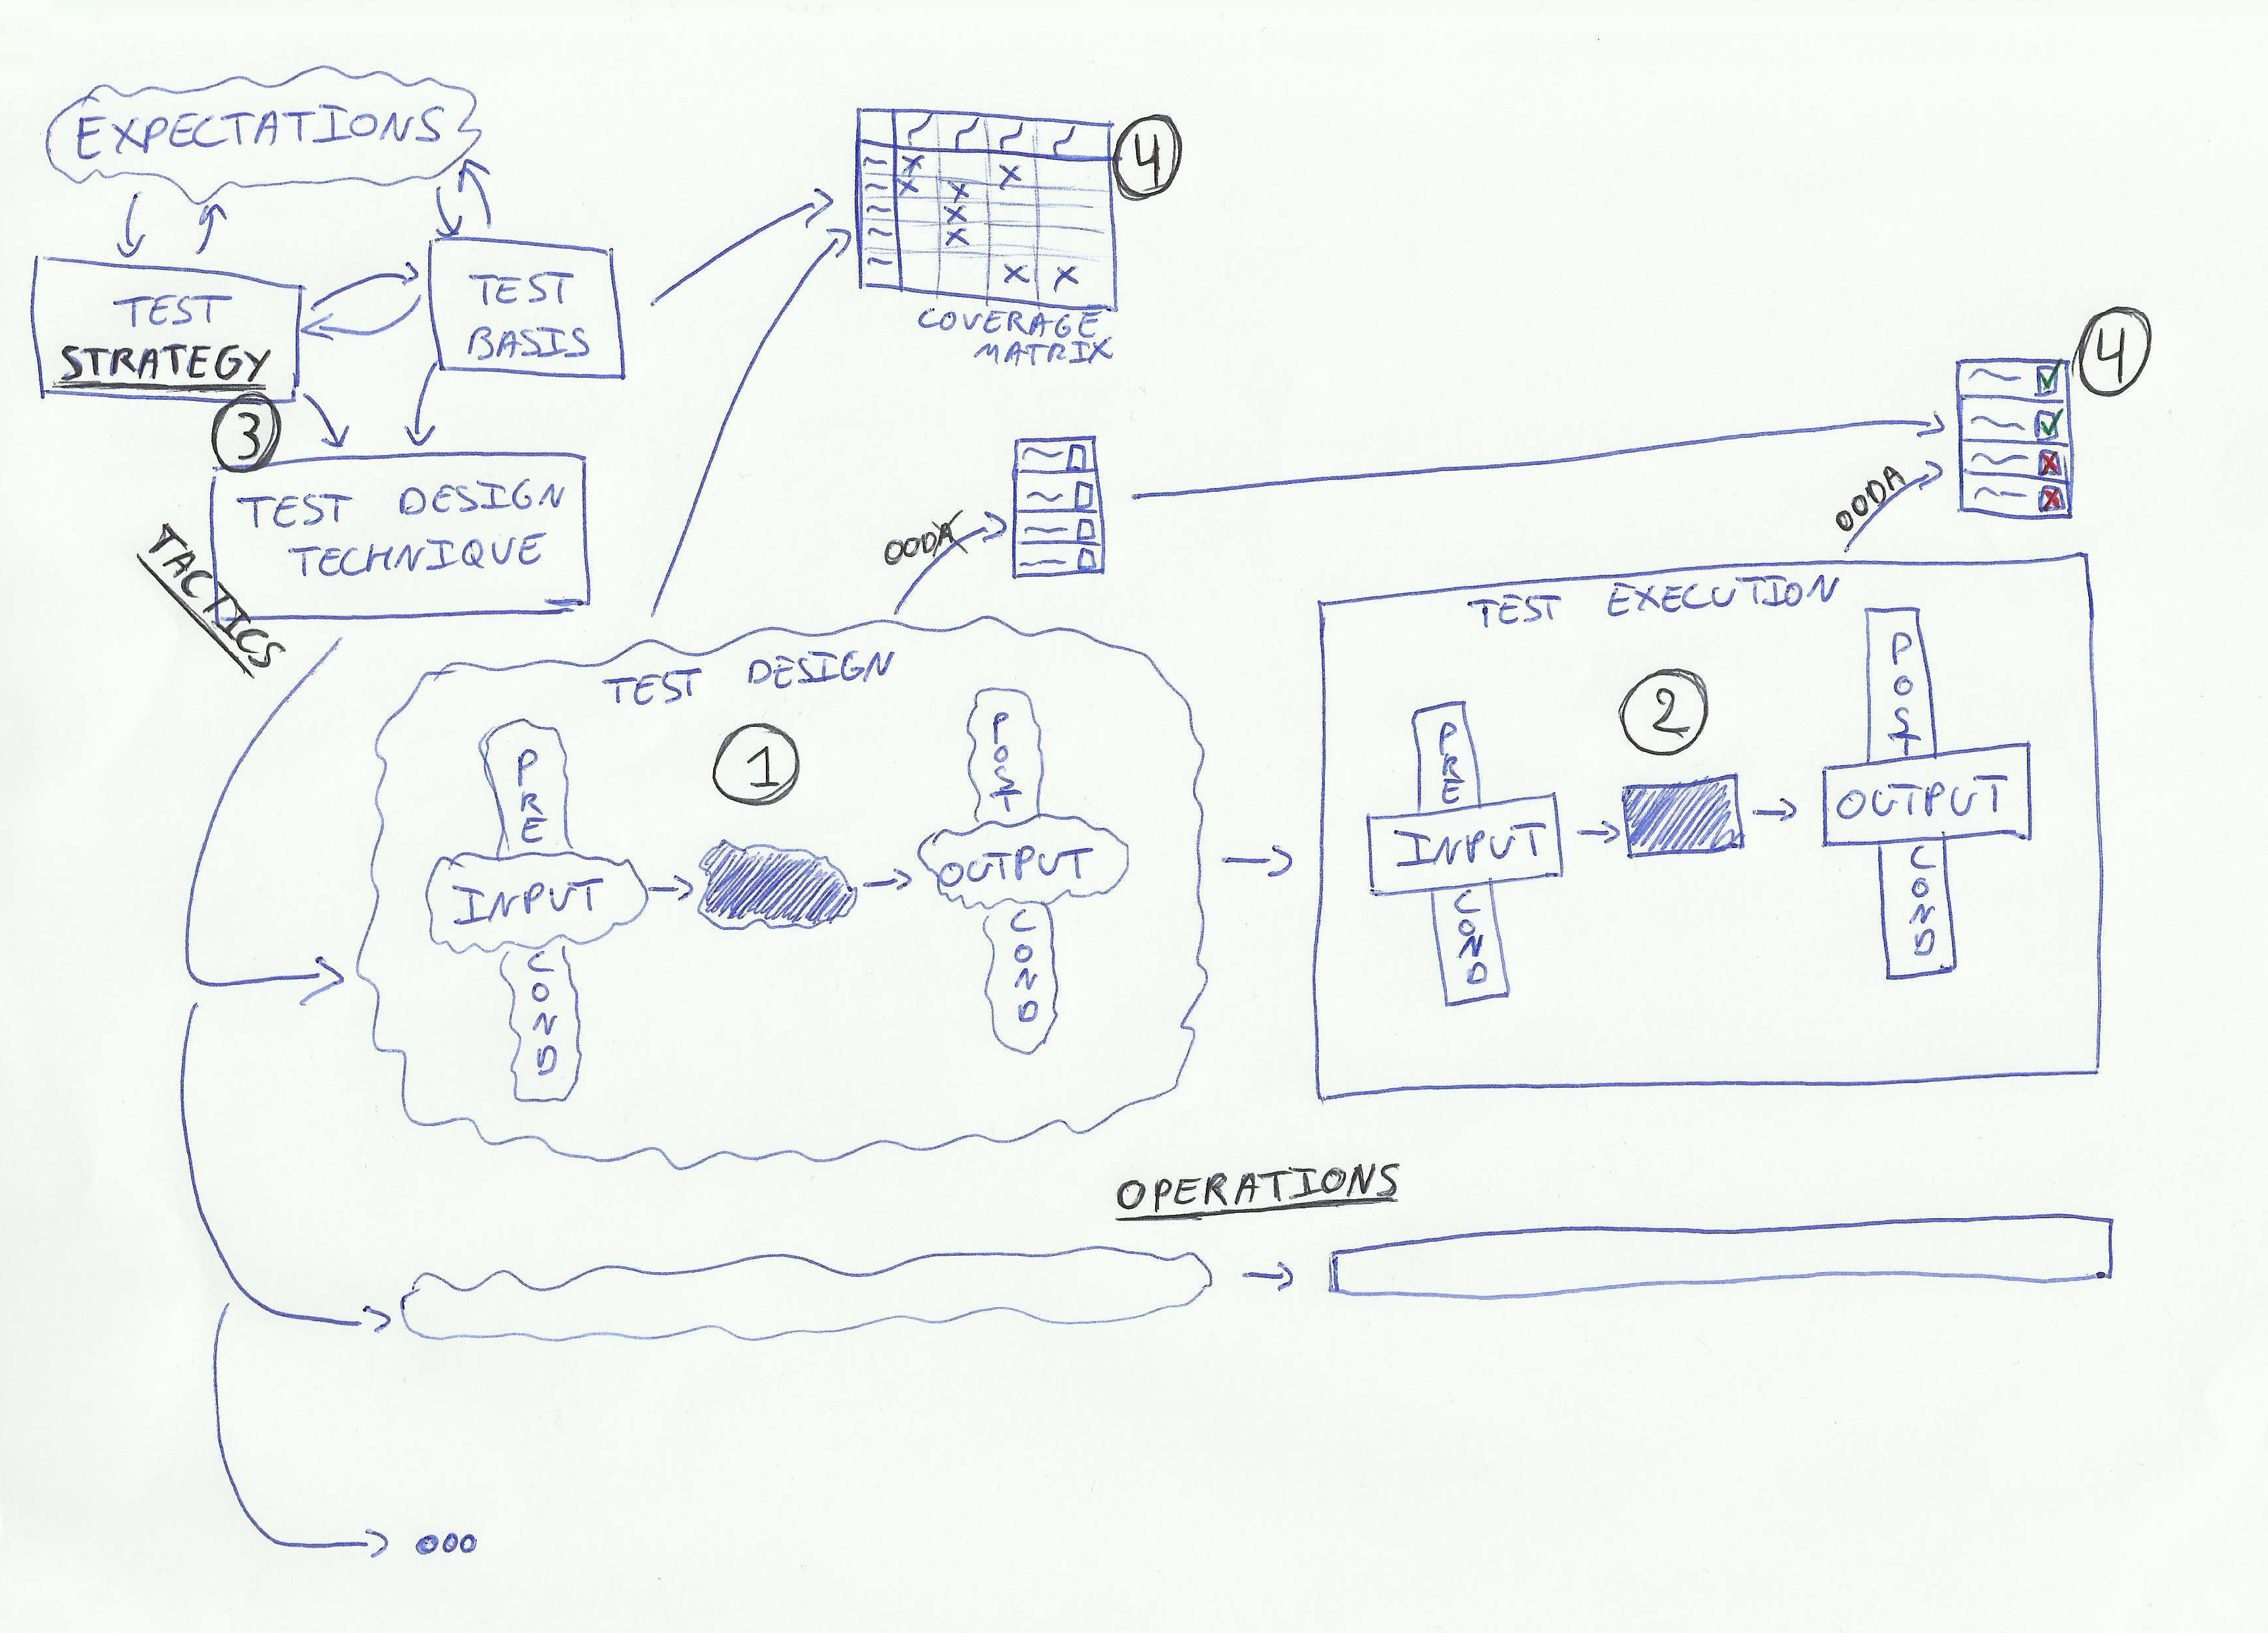 EXPECTATIONS
TEST
STRATEGY
TEST
BASIS
3
TEST DESIGN
TECHNIQUE
TACTICS
4
COVERAGE
MATRIX
OODA
OODA
4
TEST DESIGN
1
PRE
INPUT
COND
POST
OUTPUT
COND
TEST EXECUTION
2
PRE
INPUT
COND
POST
OUTPUT
COND
OPERATIONS